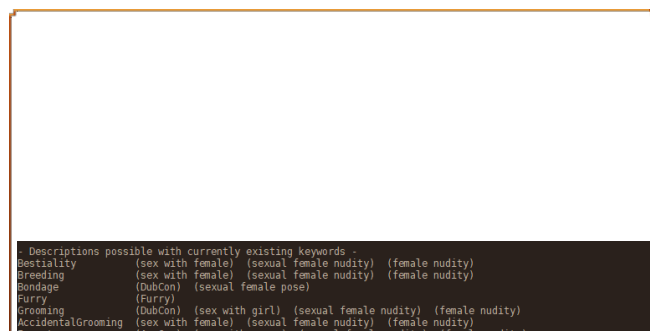 - Descriptions possible with currently existing keywords -
Bestiality (sex with female) (sexual female nudity) (female nudity)
Breeding (sex with female) (sexual female nudity) (female nudity)
Bondage (DubCon) (sexual female pose)
Furry (Furry)
Grooming (DubCon) (sex with girl) (sexual female nudity) (female nudity)
AccidentalGrooming (sex with female) (sexual female nudity) (female nudity)